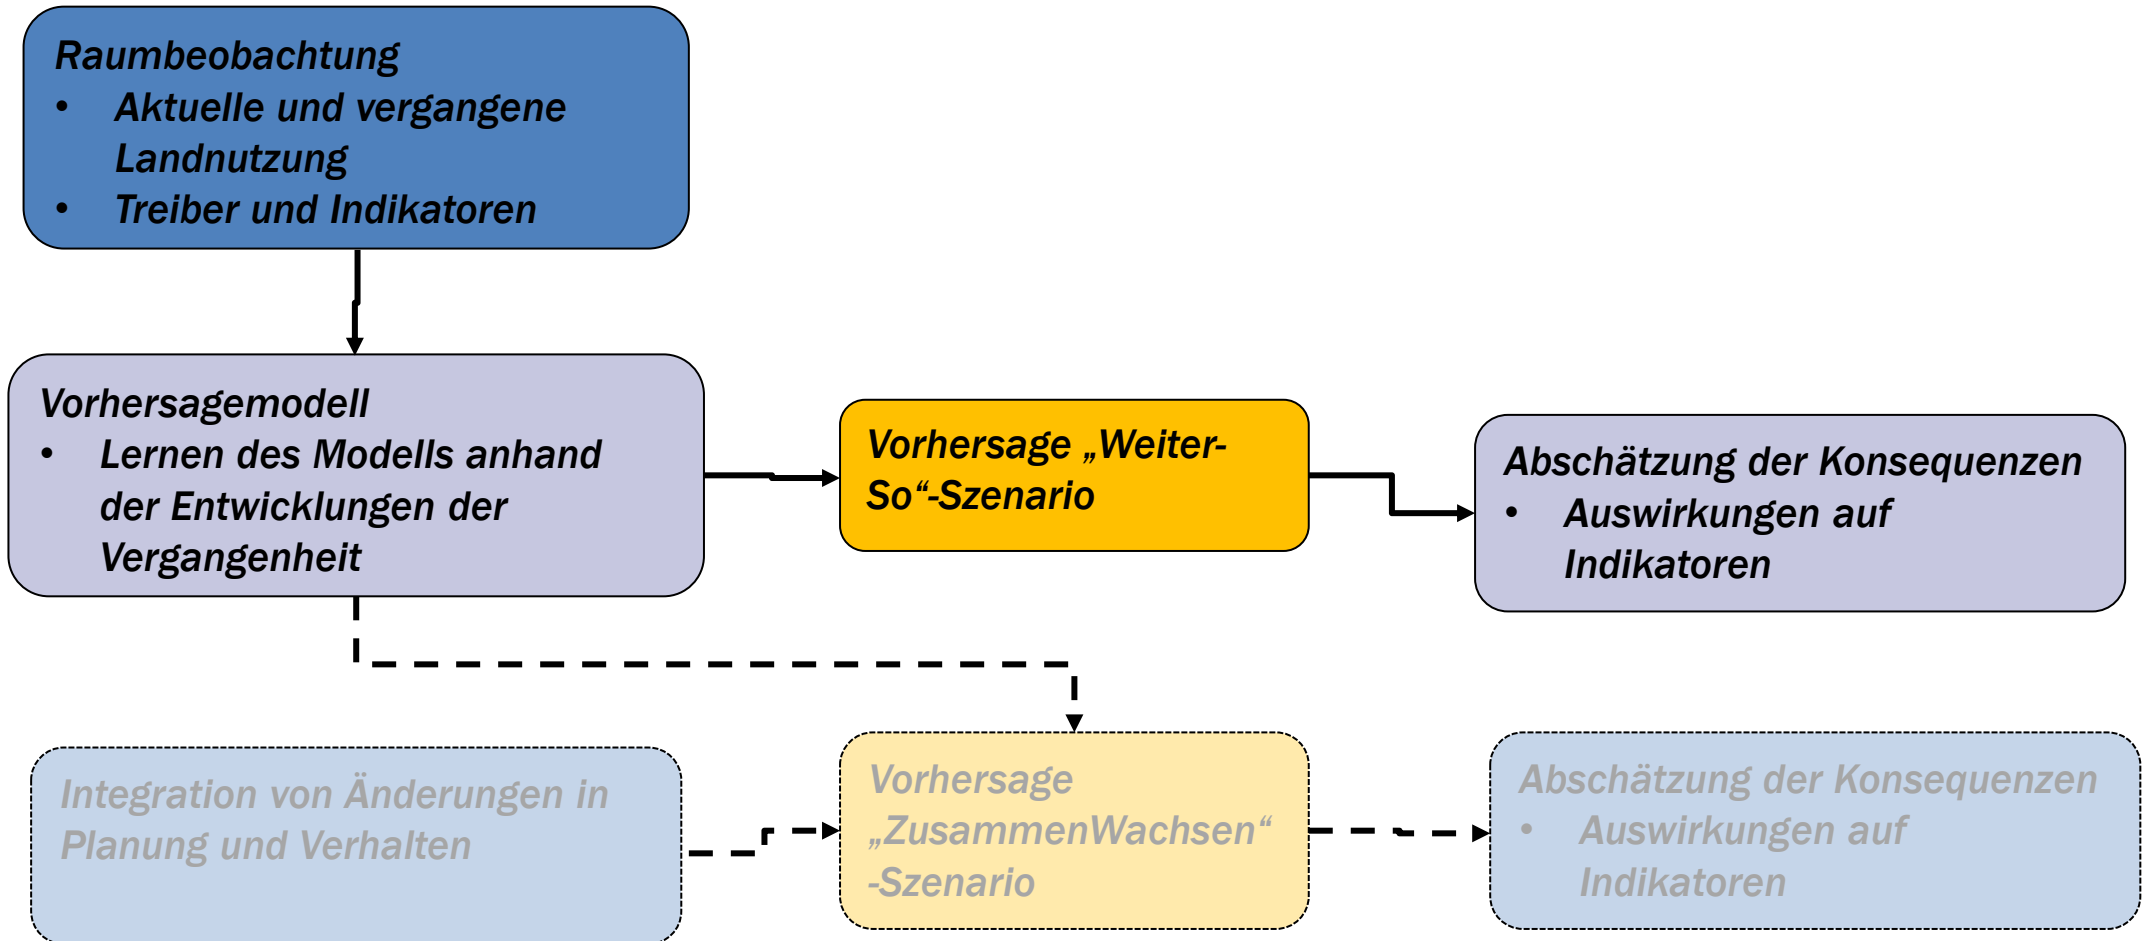 Raumbeobachtung
• Aktuelle und vergangene
Landnutzung
• Treiber und Indikatoren
Vorhersagemodell
• Lernen des Modells anhand
der Entwicklungen der
Vergangenheit
Vorhersage „Weiter-
So“-Szenario
Abschätzung der Konsequenzen
• Auswirkungen auf
Indikatoren
Integration von Änderungen in
Planung und Verhalten
Vorhersage
„ZusammenWachsen“
-Szenario
Abschätzung der Konsequenzen
• Auswirkungen auf
Indikatoren